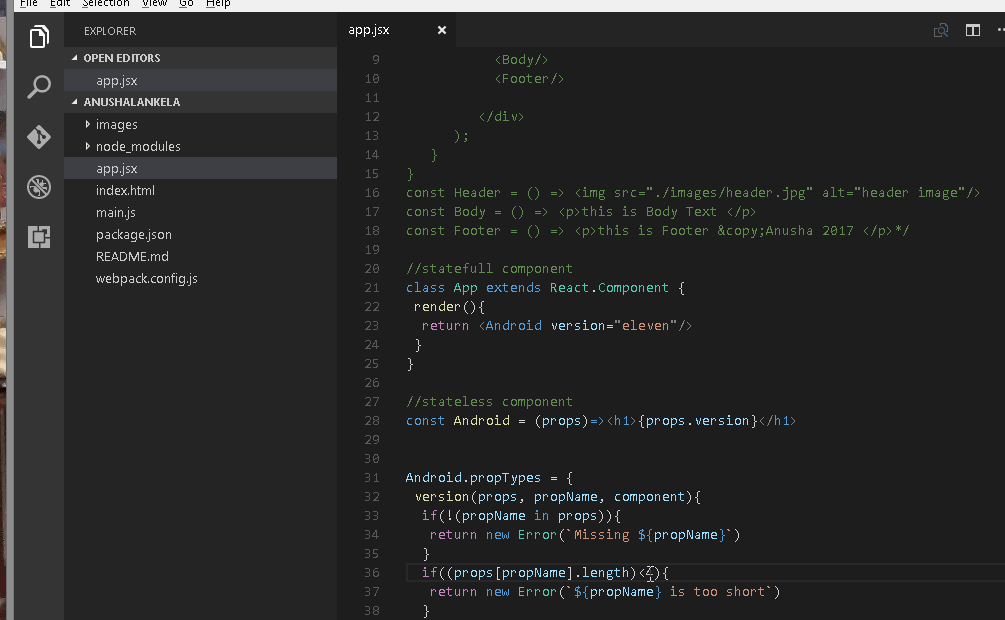 File Edit Selection View Go Help
EXPLORER
OPEN EDITORS
app.jsx
ANUSHALANKELA
images
node_modules
app.jsx
index.html
main.js
package.json
README.md
webpack.config.js
app.jsx
9 <Body/>
10 <Footer/>
11
12 </div>
13 );
14 }
15 }
16 const Header = () => <img src="./images/header.jpg" alt="header image"/>
17 const Body = () => <p>this is Body Text </p>
18 const Footer = () => <p>this is Footer &copy;Anusha 2017 </p>*/
19
20 //statefull component
21 class App extends React.Component {
22 render(){
23 return <Android version="eleven"/>
24 }
25 }
26
27 //stateless component
28 const Android = (props)=><h1>{props.version}</h1>
29
30
31 Android.propTypes = {
32 version(props, propName, component){
33 if(!(propName in props)){
34 return new Error(`Missing ${propName}`)
35 }
36 if((props[propName].length)< ){
37 return new Error(`${propName} is too short`)
38 }